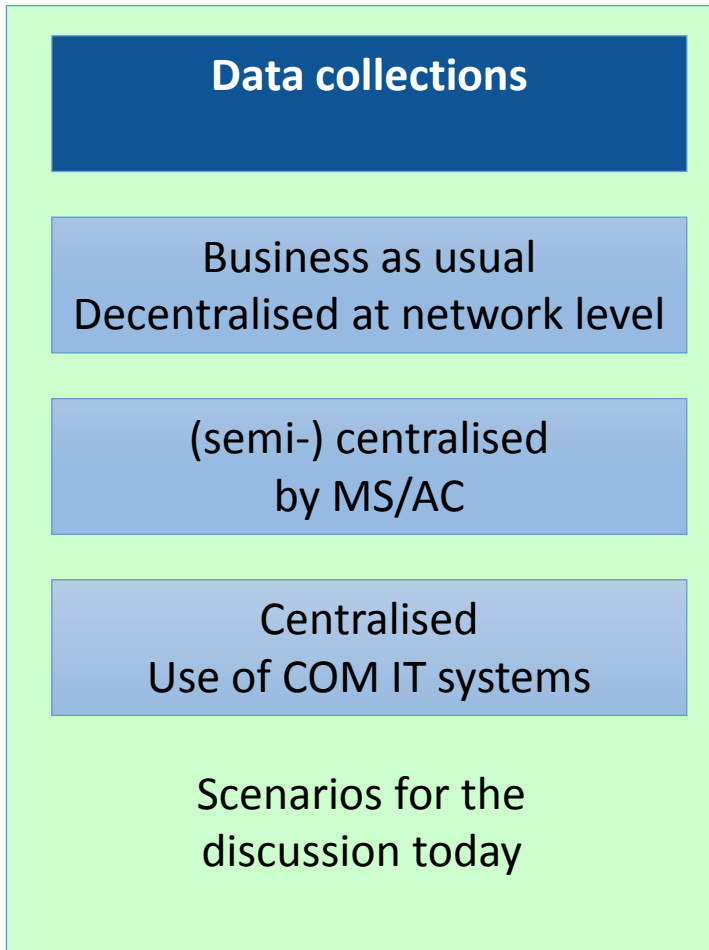 Data collections
Business as usual
Decentralised at network level
(semi-) centralised
by MS/AC
Centralised
Use of COM IT systems
Scenarios for the
discussion today